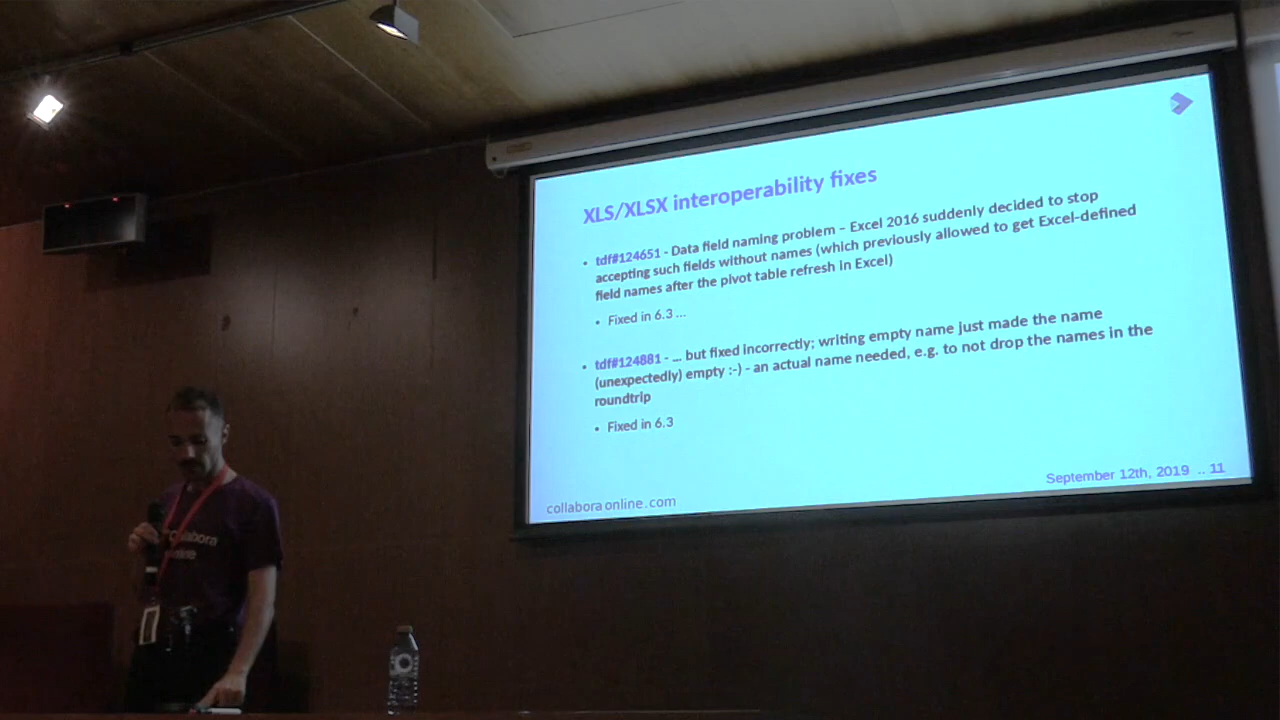 XLS/XLSX interoperability fixes
• tdf#124651 - Data field naming problem – Excel 2016 suddenly decided to stop
accepting such fields without names (which previously allowed to get Excel-defined
field names after the pivot table refresh in Excel)
• Fixed in 6.3 ...
• tdf#124881 - ... but fixed incorrectly; writing empty name just made the name
(unexpectedly) empty :-) - an actual name needed, e.g. to not drop the names in the
roundtrip
• Fixed in 6.3
collaboraonline.com
September 12th, 2019 .. 11